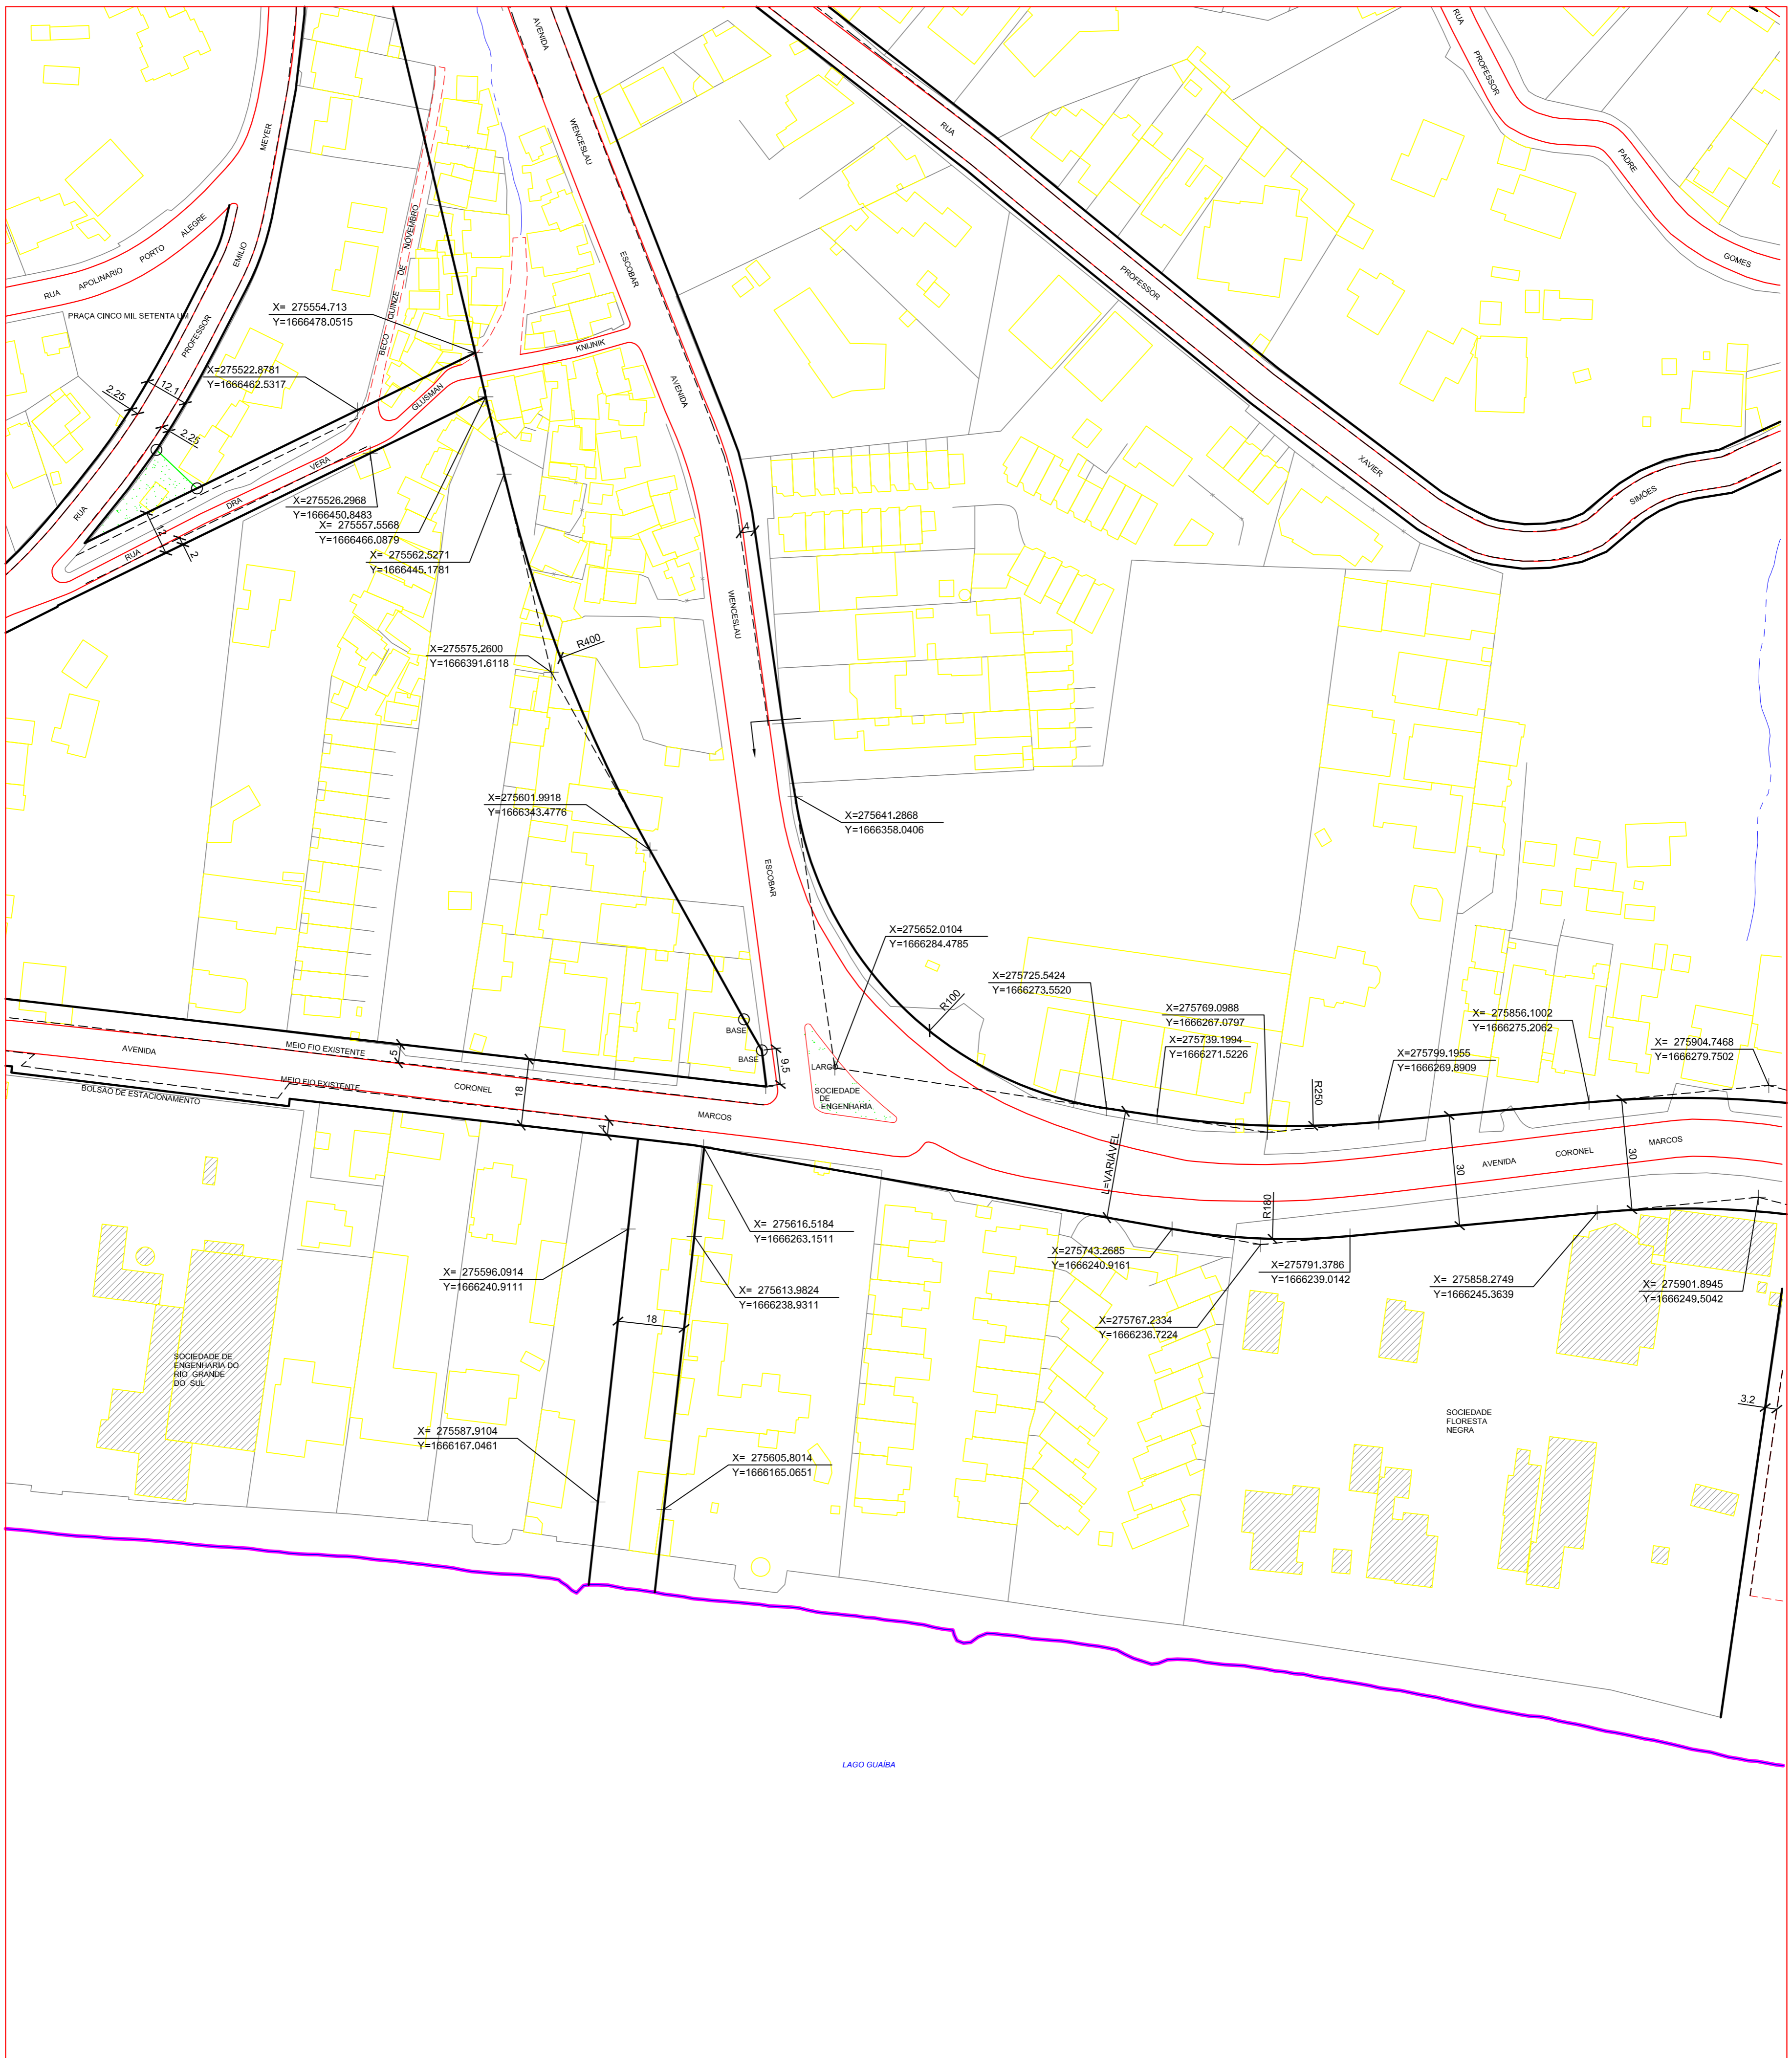 AVENIDA
RUA
PROFESSOR
MEYER
WENCESLAU
RUA
PADRE
RUA APOLINARIO PORTO ALEGRE
EMILIO
BECO QUINZE DE NOVEMBRO
ESCOBAR
PROFESSOR
GOMES
PRAÇA CINCO MIL SETENTA UM
X= 275554.713
Y=1666478.0515
PROFESSOR
KNIJNIK
X=275522.8781
Y=1666462.5317
12.1
2.25
GLUSMAN
AVENIDA
2.25
VERA
XAVIER
SIMÕES
X=275526.2968
Y=1666450.8483
DRA
RUA
X= 275557.5568
Y=1666466.0879
4
12
2
RUA
X= 275562.5271
Y=1666445.1781
WENCESLAU
R400
X=275575.2600
Y=1666391.6118
X=275601.9918
Y=1666343.4776
X=275641.2868
Y=1666358.0406
ESCOBAR
X=275652.0104
Y=1666284.4785
X=275725.5424
Y=1666273.5520
R100
X=275769.0988
Y=1666267.0797
X= 275856.1002
Y=1666275.2062
BASE
X=275739.1994
Y=1666271.5226
X= 275904.7468
Y=1666279.7502
AVENIDA
MEIO FIO EXISTENTE
5
BASE
9.5
X=275799.1955
Y=1666269.8909
LARGO
SOCIEDADE
DE
ENGENHARIA
MEIO FIO EXISTENTE
CORONEL
18
R250
BOLSÃO DE ESTACIONAMENTO
MARCOS
4
L=VARIÁVEL
30
AVENIDA
CORONEL
MARCOS
30
R180
X= 275616.5184
Y=1666263.1511
X=275743.2685
Y=1666240.9161
X=275791.3786
Y=1666239.0142
X= 275596.0914
Y=1666240.9111
X= 275858.2749
Y=1666245.3639
X= 275901.8945
Y=1666249.5042
X= 275613.9824
Y=1666238.9311
18
X=275767.2334
Y=1666236.7224
SOCIEDADE DE
ENGENHARIA DO
RIO GRANDE
DO SUL
3.2
SOCIEDADE
FLORESTA
NEGRA
X= 275587.9104
Y=1666167.0461
X= 275605.8014
Y=1666165.0651
LAGO GUAÍBA